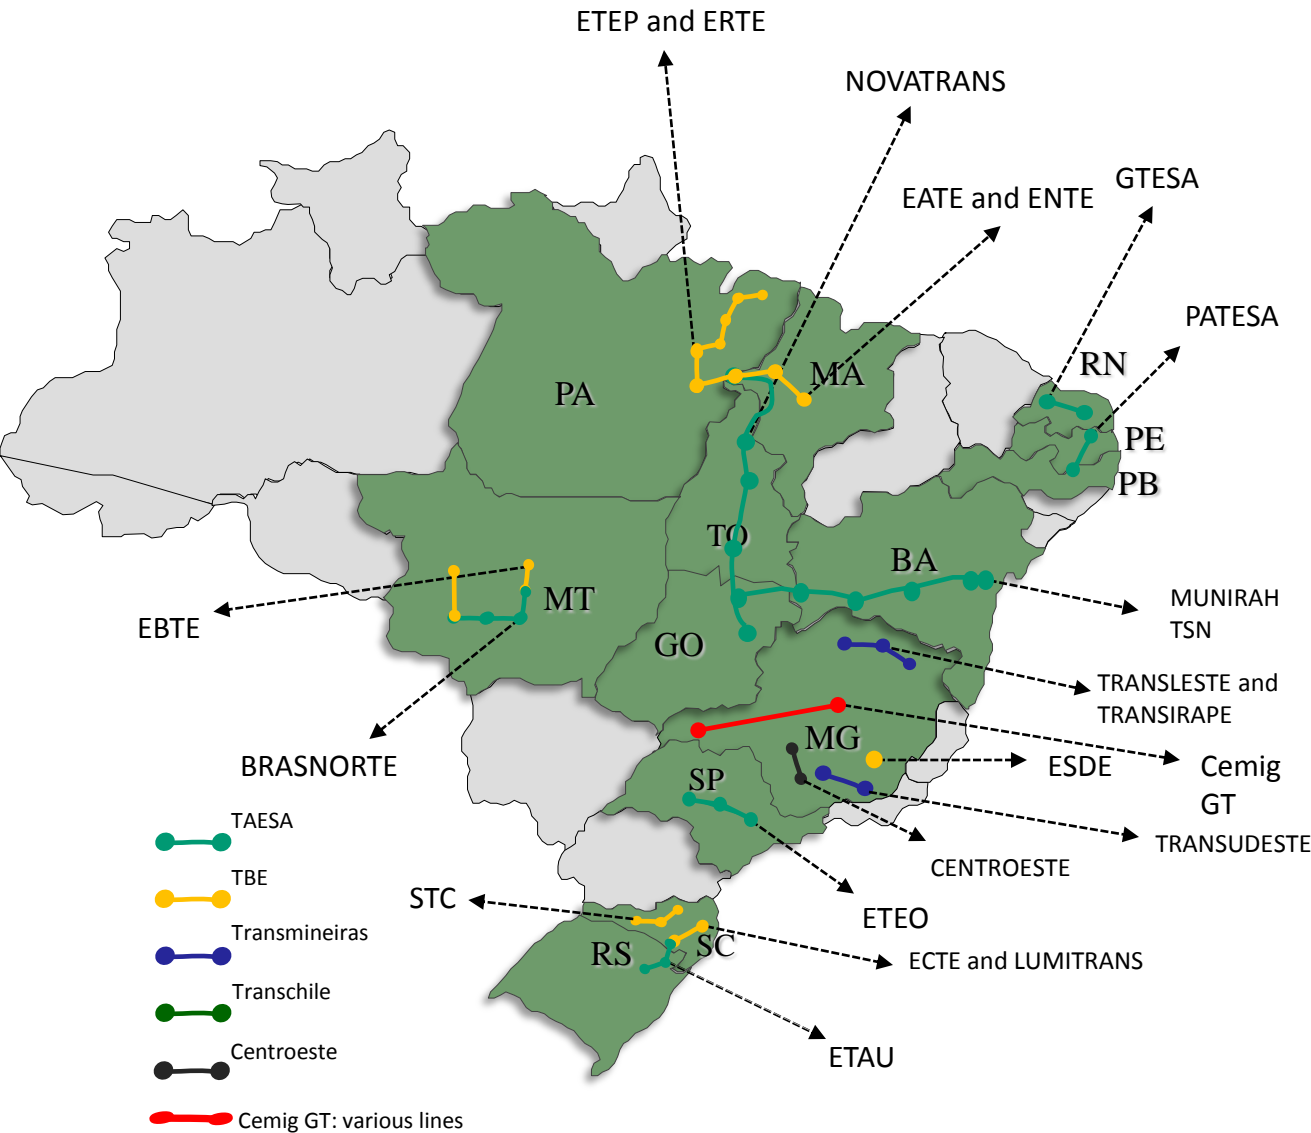 ETEP and ERTE
NOVATRANS
GTESA
EATE and ENTE
PATESA
RN
MA
PA
PE
PB
TO
BA
MT
MUNIRAH
TSN
EBTE
GO
TRANSLESTE and
TRANSIRAPE
MG
BRASNORTE
ESDE
Cemig
GT
SP
TAESA
TRANSUDESTE
CENTROESTE
TBE
STC
ETEO
Transmineiras
RS
SC
ECTE and LUMITRANS
Transchile
Centroeste
ETAU
Cemig GT: various lines